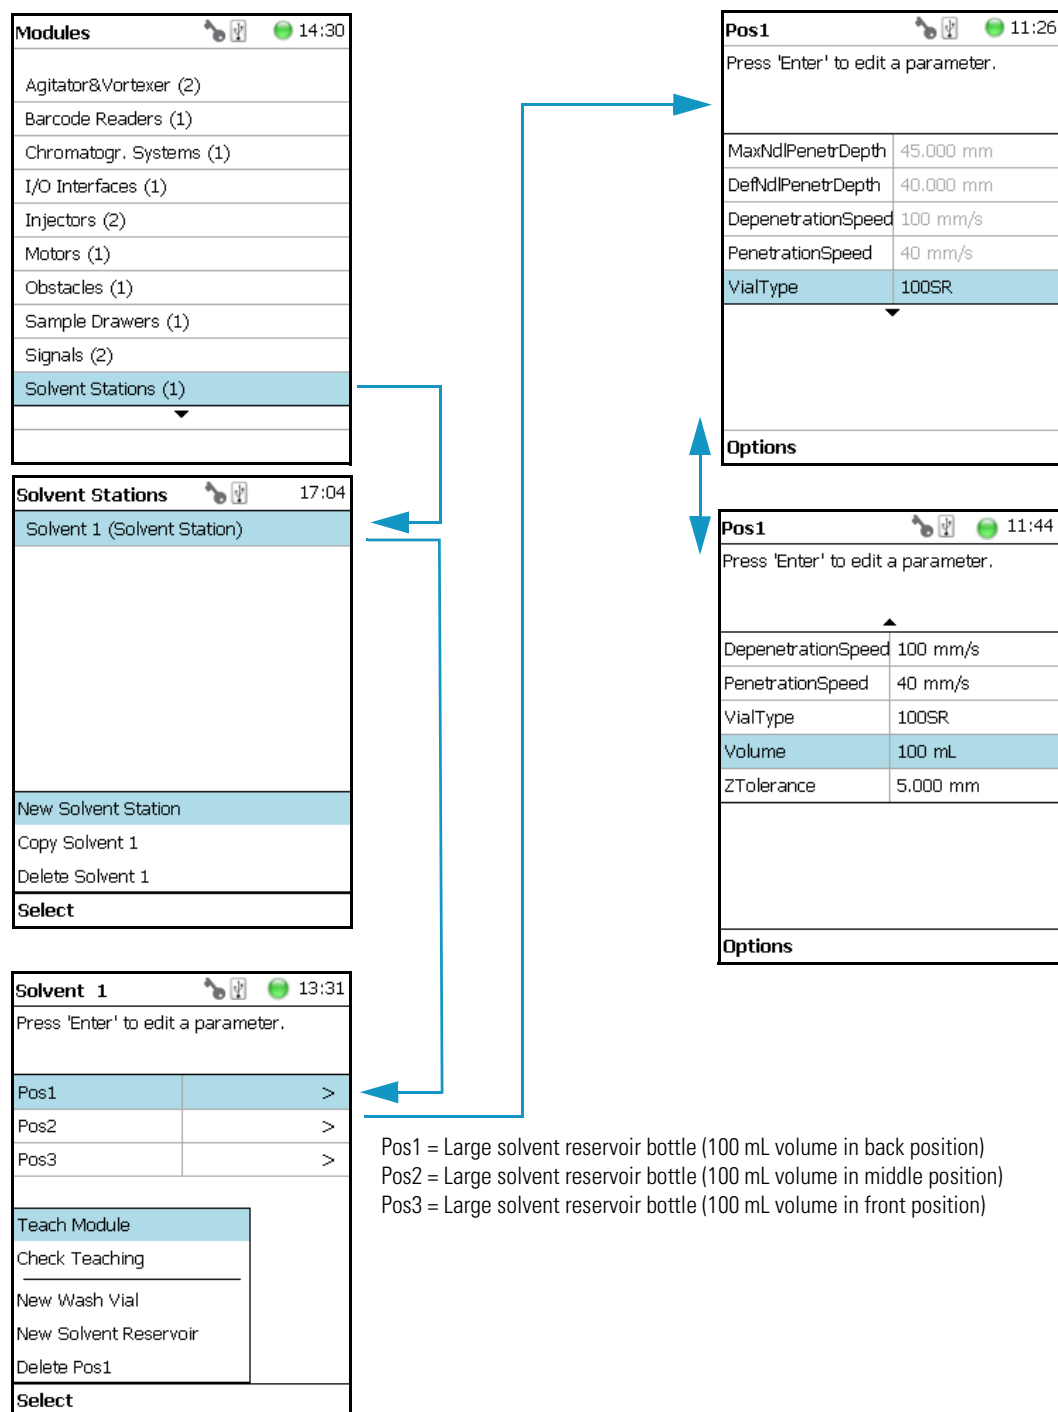 Modules 14:30
Agitator&Vortexer (2)
Barcode Readers (1)
Chromatogr. Systems (1)
I/O Interfaces (1)
Injectors (2)
Motors (1)
Obstacles (1)
Sample Drawers (1)
Signals (2)
Solvent Stations (1)
Solvent Stations 17:04
Solvent 1 (Solvent Station)
New Solvent Station
Copy Solvent 1
Delete Solvent 1
Select
Solvent 1 13:31
Press 'Enter' to edit a parameter.
Pos1 >
Pos2 >
Pos3 >
Teach Module
Check Teaching
New Wash Vial
New Solvent Reservoir
Delete Pos1
Select
Pos1 11:26
Press 'Enter' to edit a parameter.
MaxNdlPenetrDepth 45.000 mm
DefNdlPenetrDepth 40.000 mm
DepenetrationSpeed 100 mm/s
PenetrationSpeed 40 mm/s
VialType 100SR
Options
Pos1 11:44
Press 'Enter' to edit a parameter.
DepenetrationSpeed 100 mm/s
PenetrationSpeed 40 mm/s
VialType 100SR
Volume 100 mL
ZTolerance 5.000 mm
Options
Pos1 = Large solvent reservoir bottle (100 mL volume in back position)
Pos2 = Large solvent reservoir bottle (100 mL volume in middle position)
Pos3 = Large solvent reservoir bottle (100 mL volume in front position)